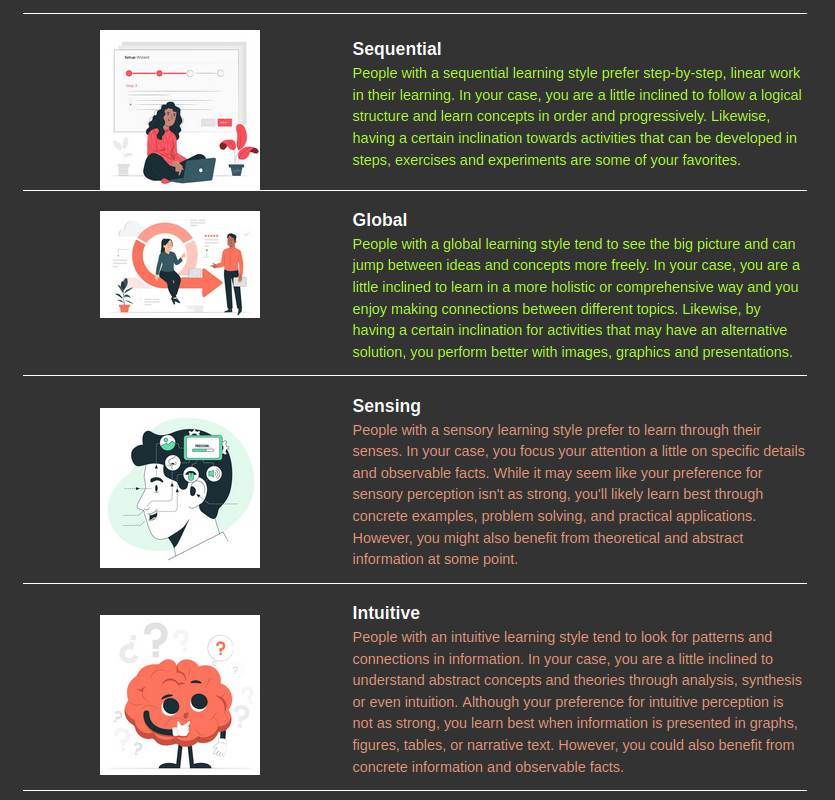 Setup Wizard
Step 3
Sequential
People with a sequential learning style prefer step-by-step, linear work
in their learning. In your case, you are a little inclined to follow a logical
structure and learn concepts in order and progressively. Likewise,
having a certain inclination towards activities that can be developed in
steps, exercises and experiments are some of your favorites.
Global
People with a global learning style tend to see the big picture and can
jump between ideas and concepts more freely. In your case, you are a
little inclined to learn in a more holistic or comprehensive way and you
enjoy making connections between different topics. Likewise, by
having a certain inclination for activities that may have an alternative
solution, you perform better with images, graphics and presentations.
Sensing
People with a sensory learning style prefer to learn through their
senses. In your case, you focus your attention a little on specific details
and observable facts. While it may seem like your preference for
sensory perception isn't as strong, you'll likely learn best through
concrete examples, problem solving, and practical applications.
However, you might also benefit from theoretical and abstract
information at some point.
¿ ? ? ?
? ? ? ? ? ?
Intuitive
People with an intuitive learning style tend to look for patterns and
connections in information. In your case, you are a little inclined to
understand abstract concepts and theories through analysis, synthesis
or even intuition. Although your preference for intuitive perception is
not as strong, you learn best when information is presented in graphs,
figures, tables, or narrative text. However, you could also benefit from
concrete information and observable facts.